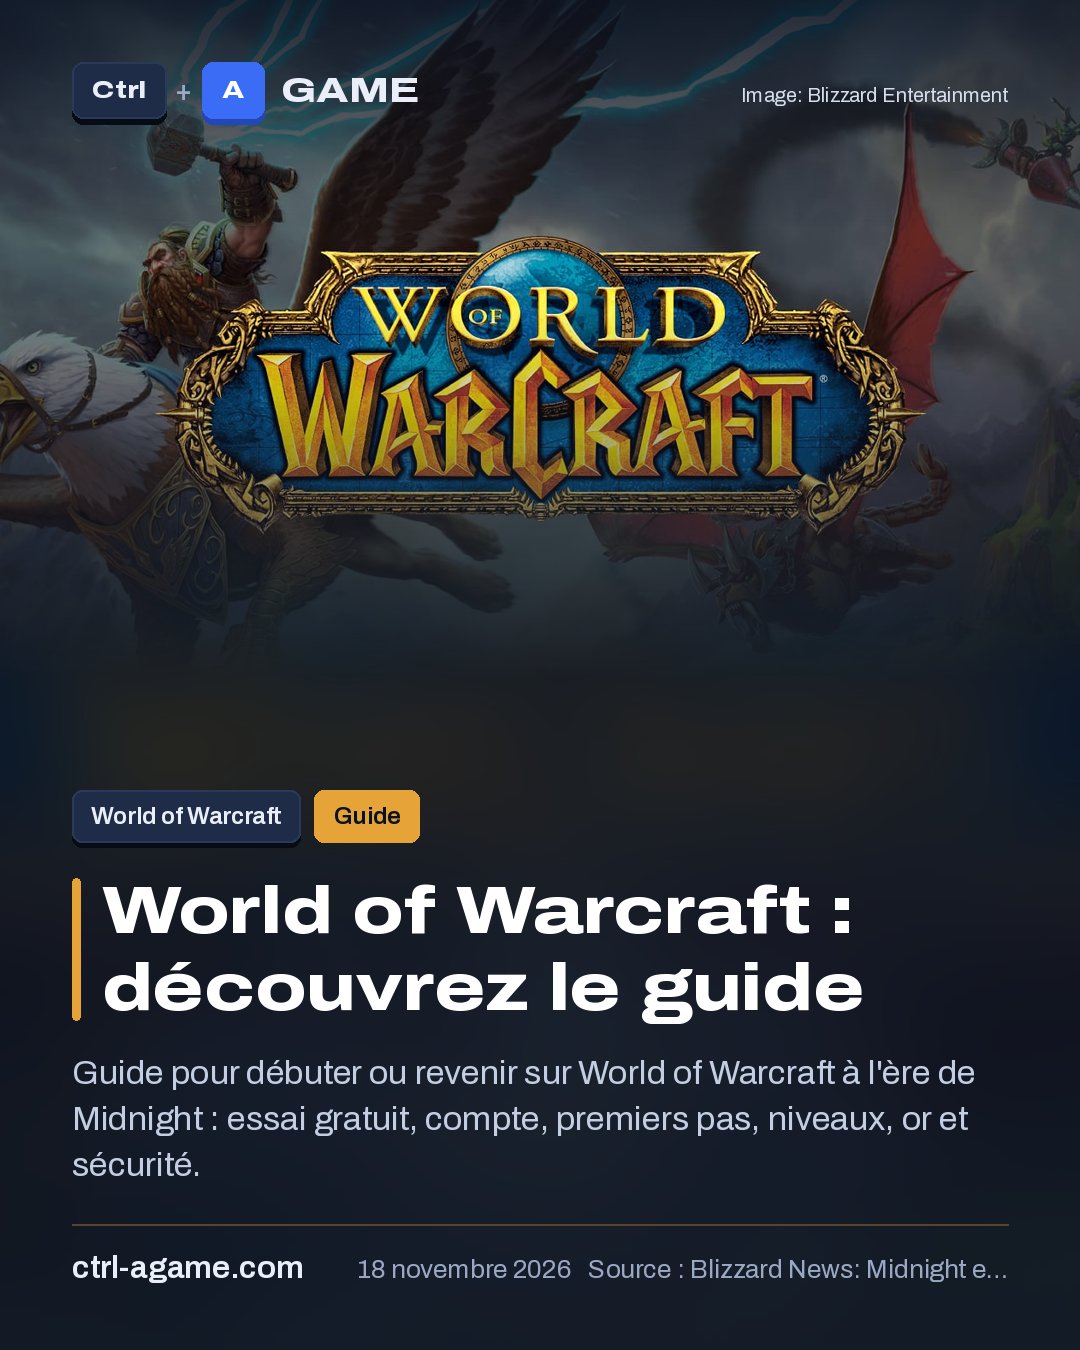 Ctrl + A GAME
Image: Blizzard Entertainment
WORLD OF
WARCRAFT ®
World of Warcraft
Guide
World of Warcraft :
découvrez le guide
Guide pour débuter ou revenir sur World of Warcraft à l'ère de
Midnight : essai gratuit, compte, premiers pas, niveaux, or et
sécurité.
ctrl-agame.com
18 novembre 2026 Source : Blizzard News: Midnight e...